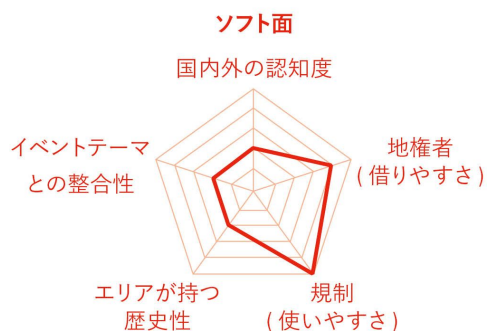 ソフト面
国内外の認知度
イベントテーマ
との整合性
地権者
(借りやすさ)
エリアが持つ
歴史性
規制
(使いやすさ)